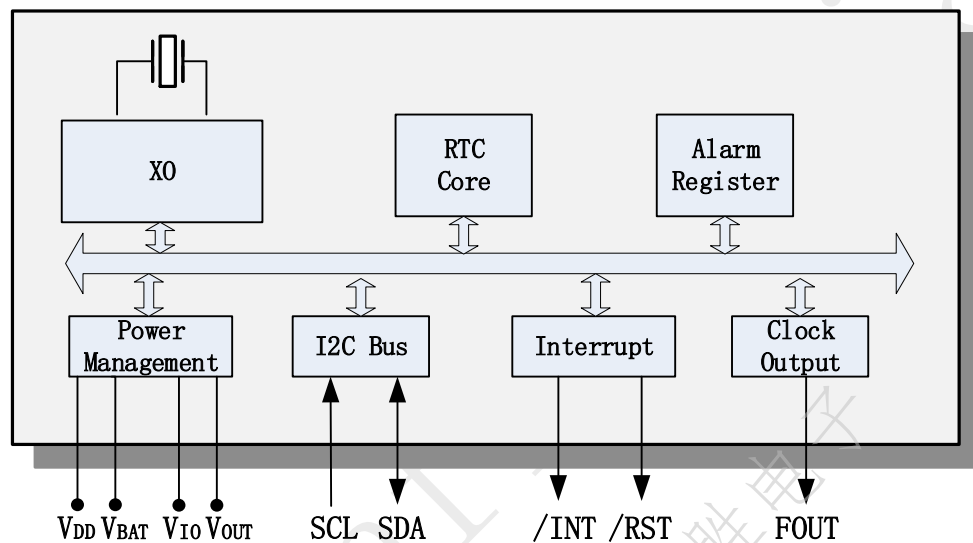 XO
RTC
Core
Alarm
Register
Power
Management
I2C Bus
Interrupt
Clock
Output
VDD VBAT VIO VOUT SCL SDA /INT /RST FOUT